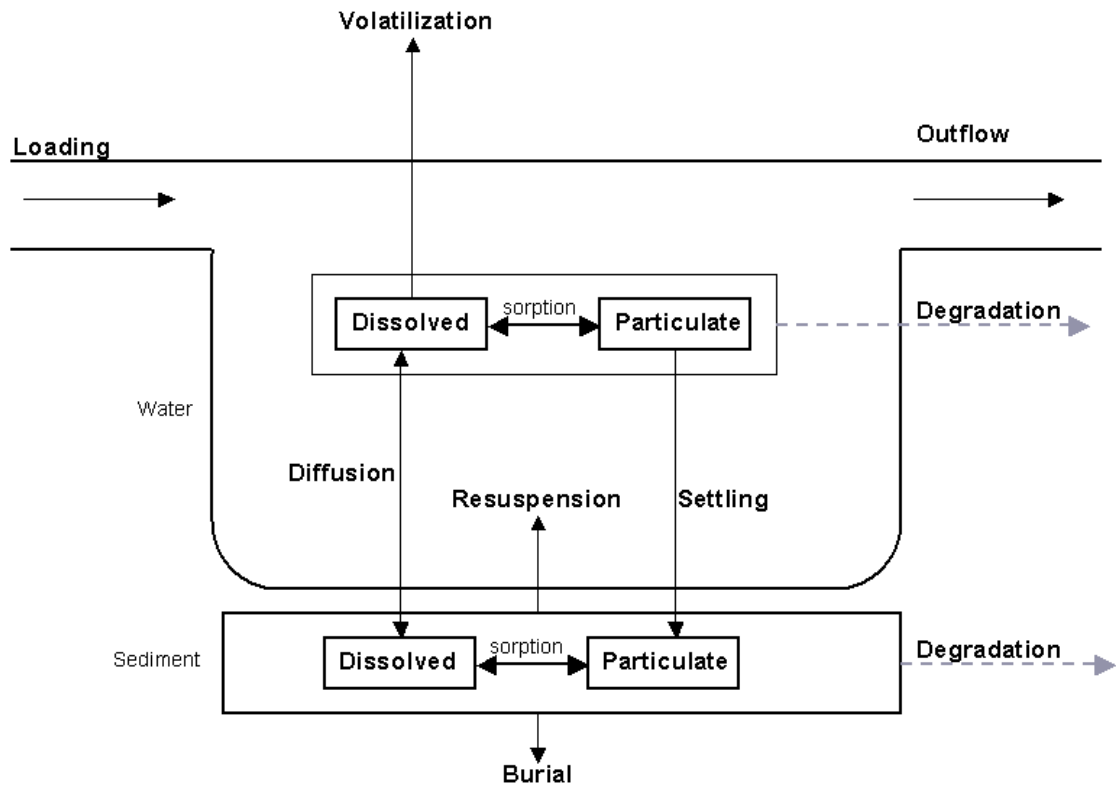 Volatilization
Loading
Outflow
sorption
Dissolved
Particulate
Degradation
Water
Diffusion
Resuspension
Settling
sorption
Dissolved
Particulate
Sediment
Degradation
Burial